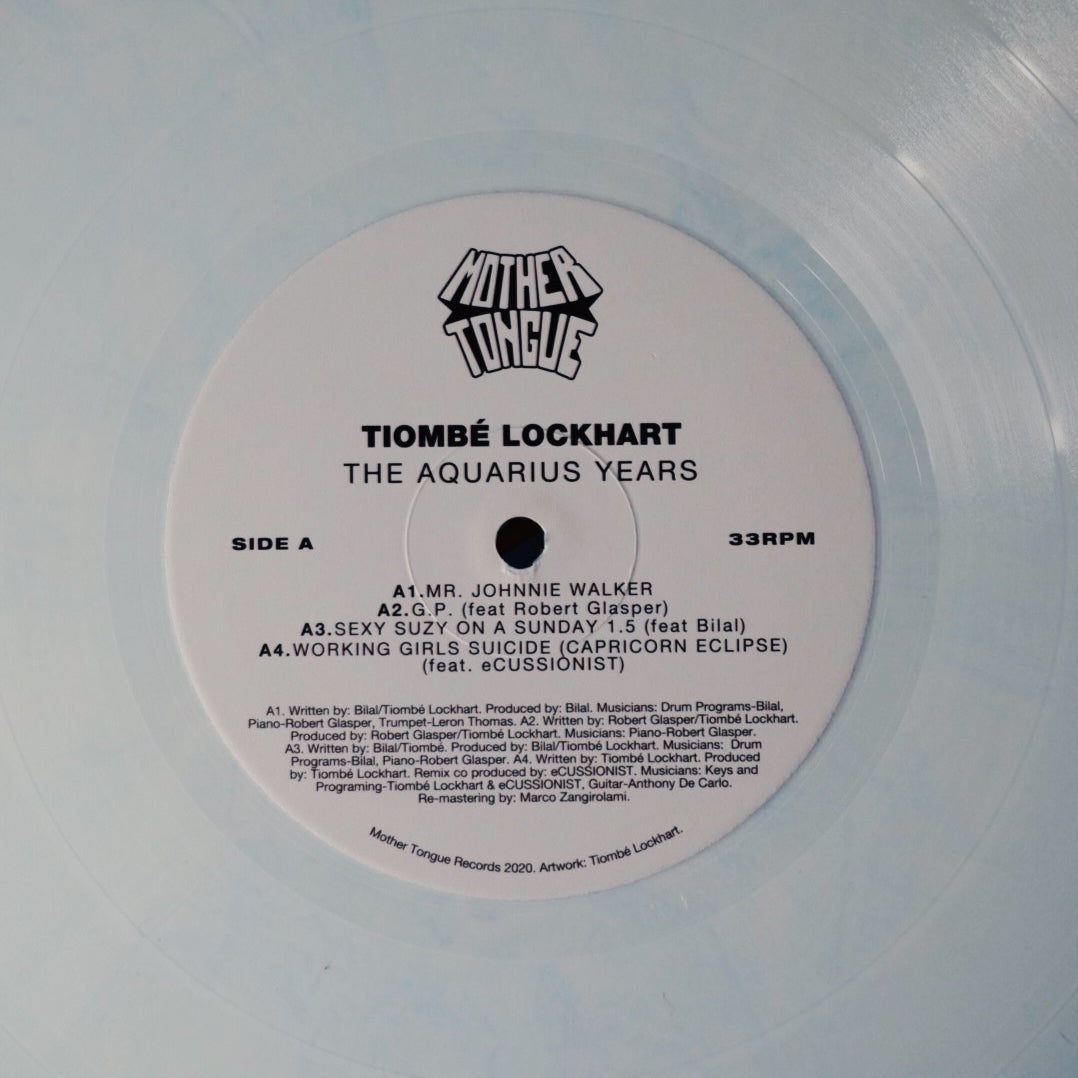 MOTHER
TONGUE
TIOMBÉ LOCKHART
THE AQUARIUS YEARS
SIDE A
33RPM
A1.MR. JOHNNIE WALKER
A2.G.P. (feat Robert Glasper)
A3.SEXY SUZY ON A SUNDAY 1.5 (feat Bilal)
A4.WORKING GIRLS SUICIDE (CAPRICORN ECLIPSE)
(feat. eCUSSIONIST)
A1. Written by: Bilal/Tiombé Lockhart. Produced by: Bilal. Musicians: Drum Programs-Bilal,
Piano-Robert Glasper, Trumpet-Leron Thomas. A2. Written by: Robert Glasper/Tiombé Lockhart.
Produced by: Robert Glasper/Tiombé Lockhart. Musicians: Piano-Robert Glasper.
A3. Written by: Bilal/Tiombé. Produced by: Bilal/Tiombé Lockhart. Musicians: Drum
Programs-Bilal, Piano-Robert Glasper. A4. Written by: Tiombé Lockhart. Produced
by: Tiombé Lockhart. Remix co produced by: eCUSSIONIST. Musicians: Keys and
Programing-Tiombé Lockhart & eCUSSIONIST, Guitar-Anthony De Carlo.
Re-mastering by: Marco Zangirolami.
Mother Tongue Records 2020. Artwork: Tiombé Lockhart.